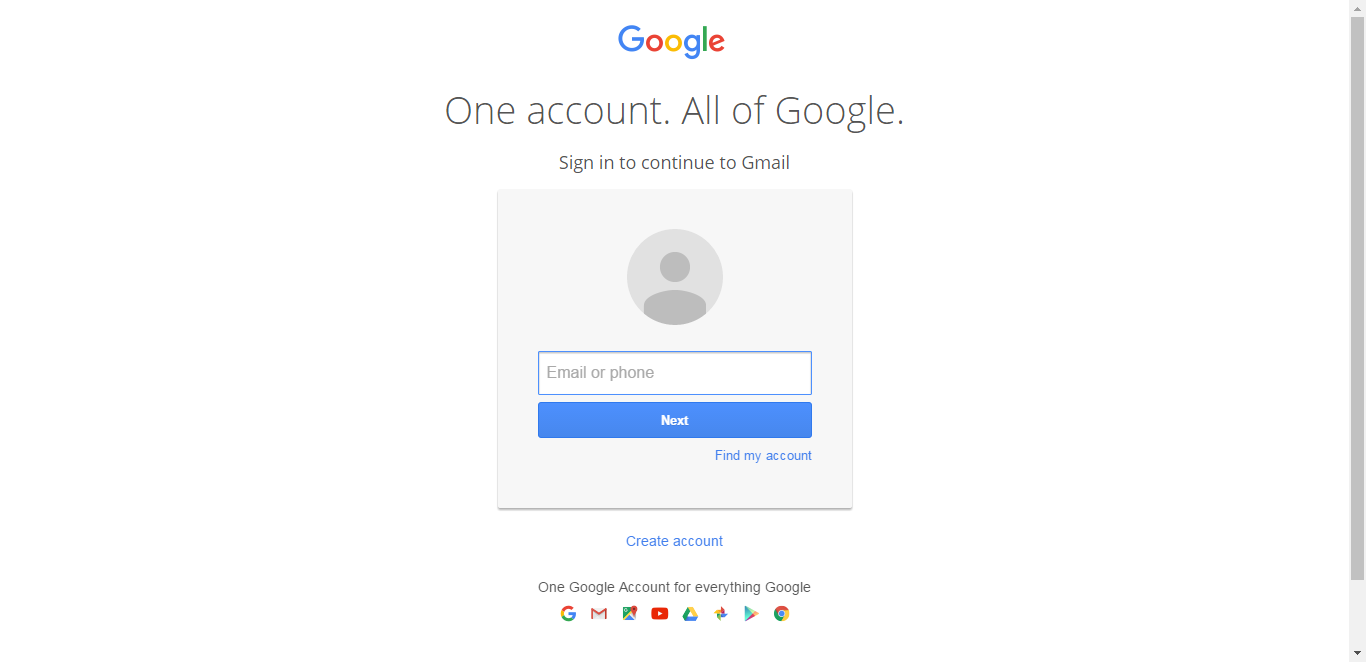 Google
One account. All of Google.
Sign in to continue to Gmail
Email or phone
Next
Find my account
Create account
One Google Account for everything Google